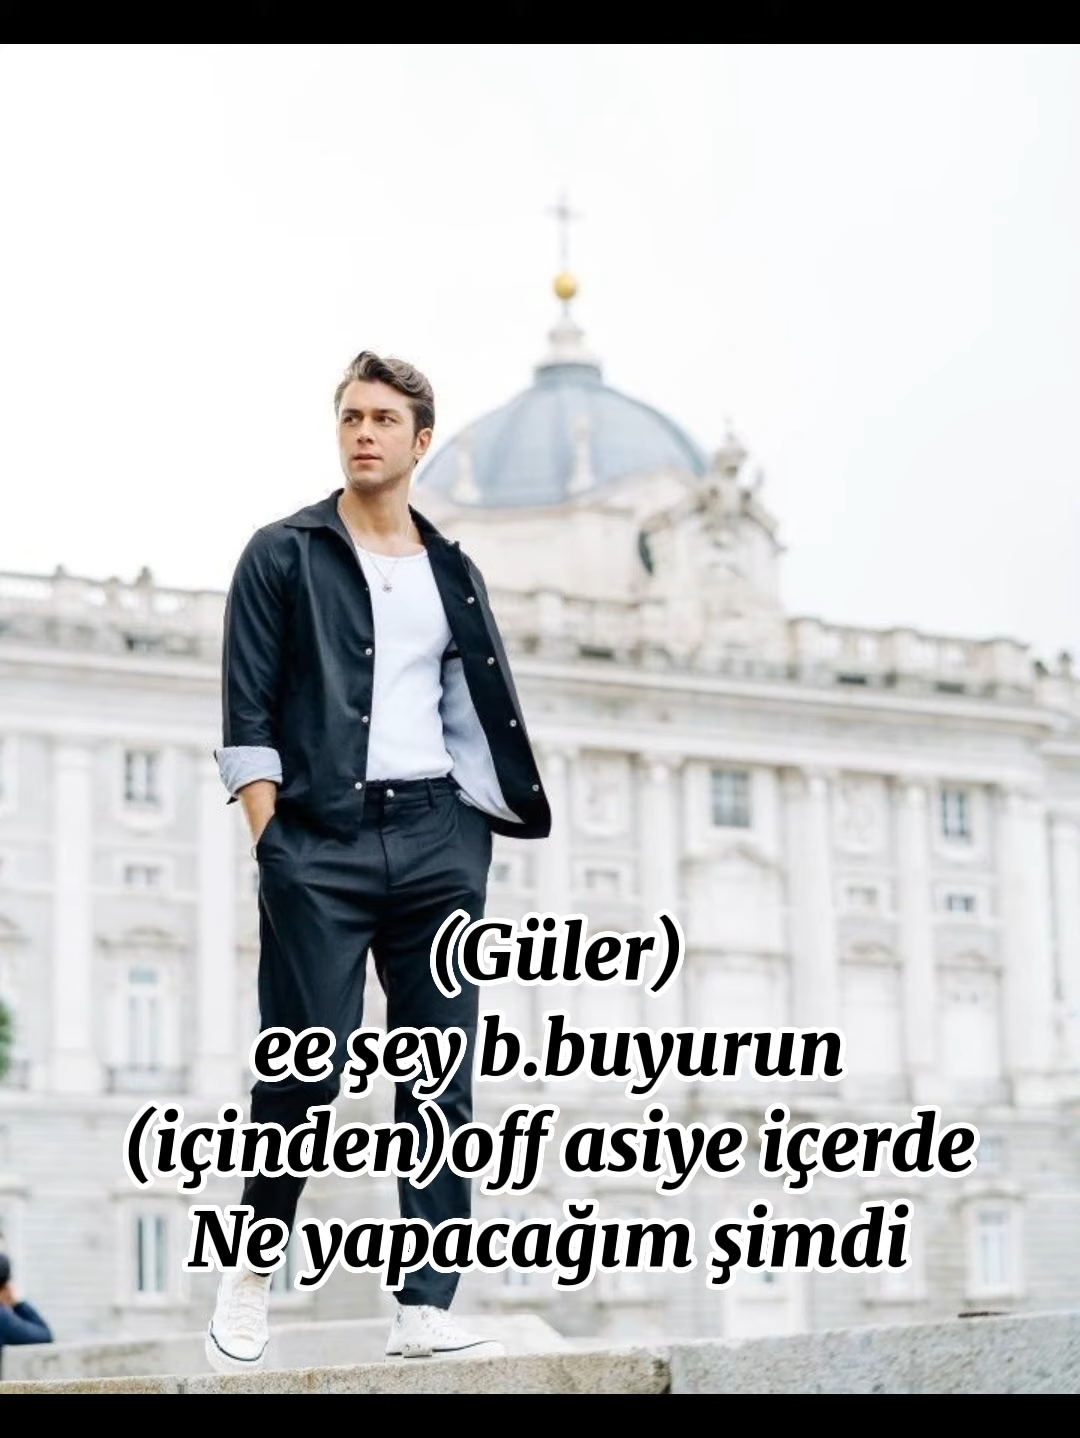 (Güler)
ee şey b.buyurun
(içinden)off asiye içerde
Ne yapacağım şimdi